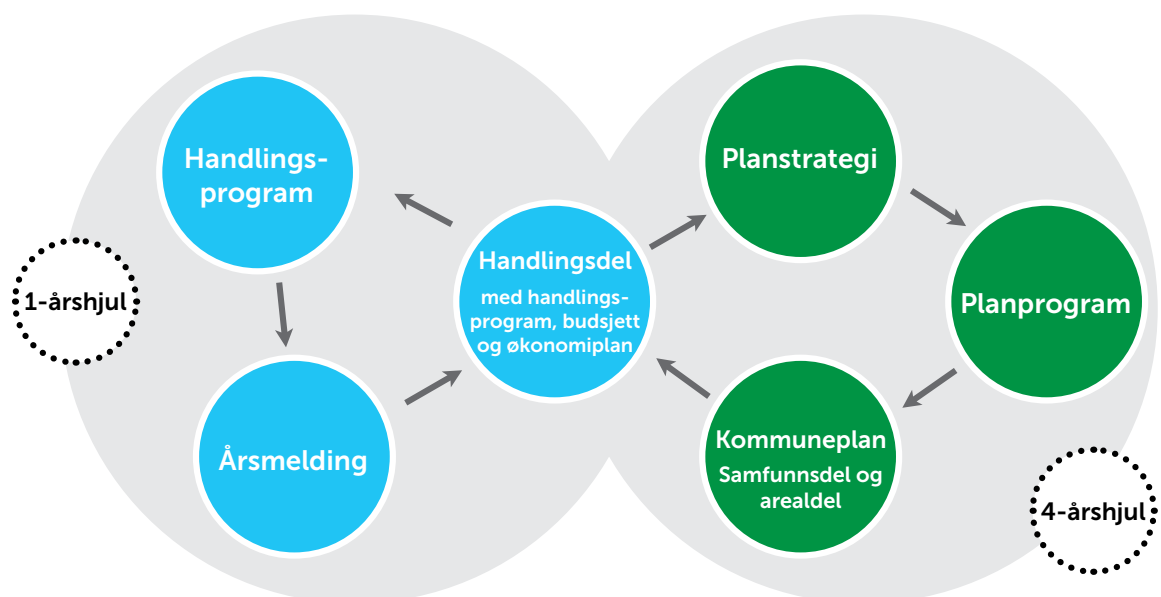 Handlings-
program
Planstrategi
Handlingsdel
med handlings-
program, budsjett
og økonomiplan
1-årshjul
Planprogram
Årsmelding
Kommuneplan
Samfunnsdel og
arealdel
4-årshjul